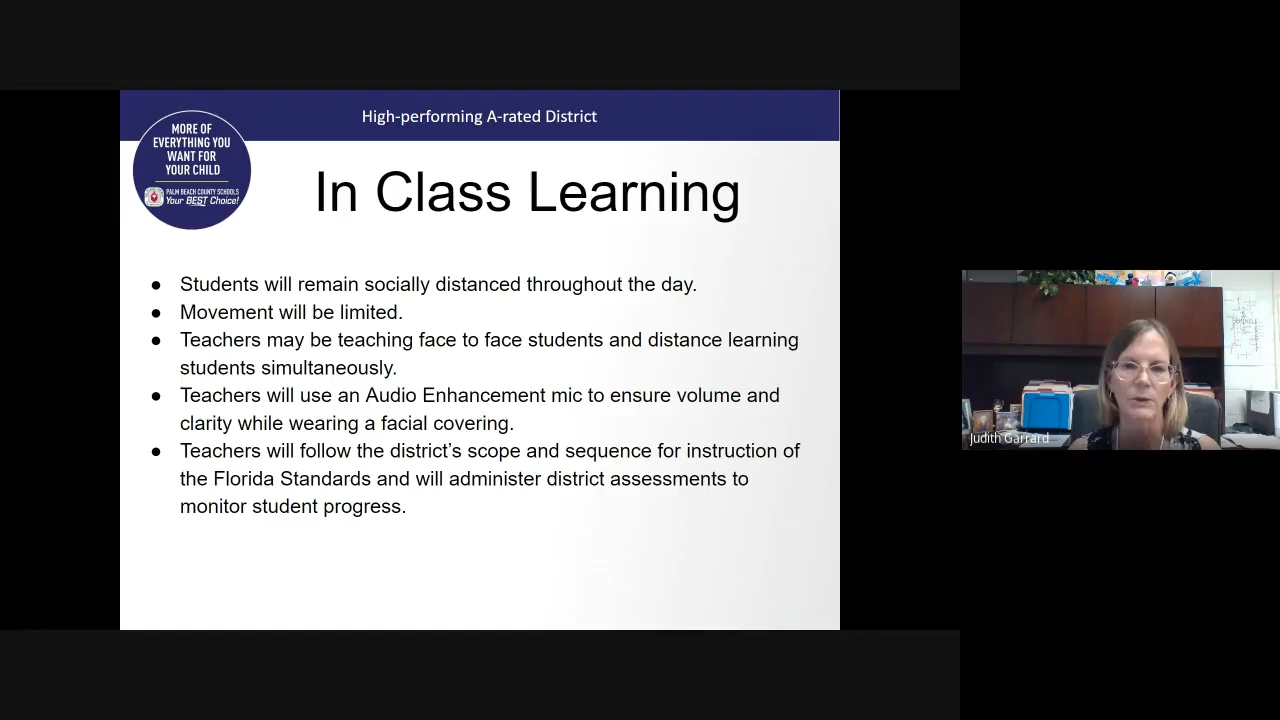 High-performing A-rated District
MORE OF
EVERYTHING YOU
WANT FOR
YOUR CHILD
PALM BEACH COUNTY SCHOOLS
Your BEST Choice!
In Class Learning
● Students will remain socially distanced throughout the day.
● Movement will be limited.
● Teachers may be teaching face to face students and distance learning
students simultaneously.
● Teachers will use an Audio Enhancement mic to ensure volume and
clarity while wearing a facial covering.
● Teachers will follow the district’s scope and sequence for instruction of
the Florida Standards and will administer district assessments to
monitor student progress.
Judith Garrard